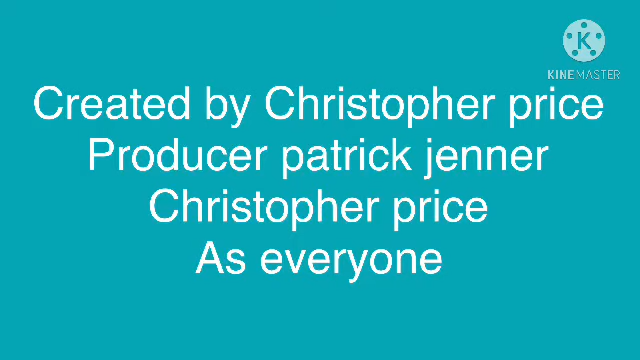 KINEMASTER
Created by Christopher price
Producer patrick jenner
Christopher price
As everyone